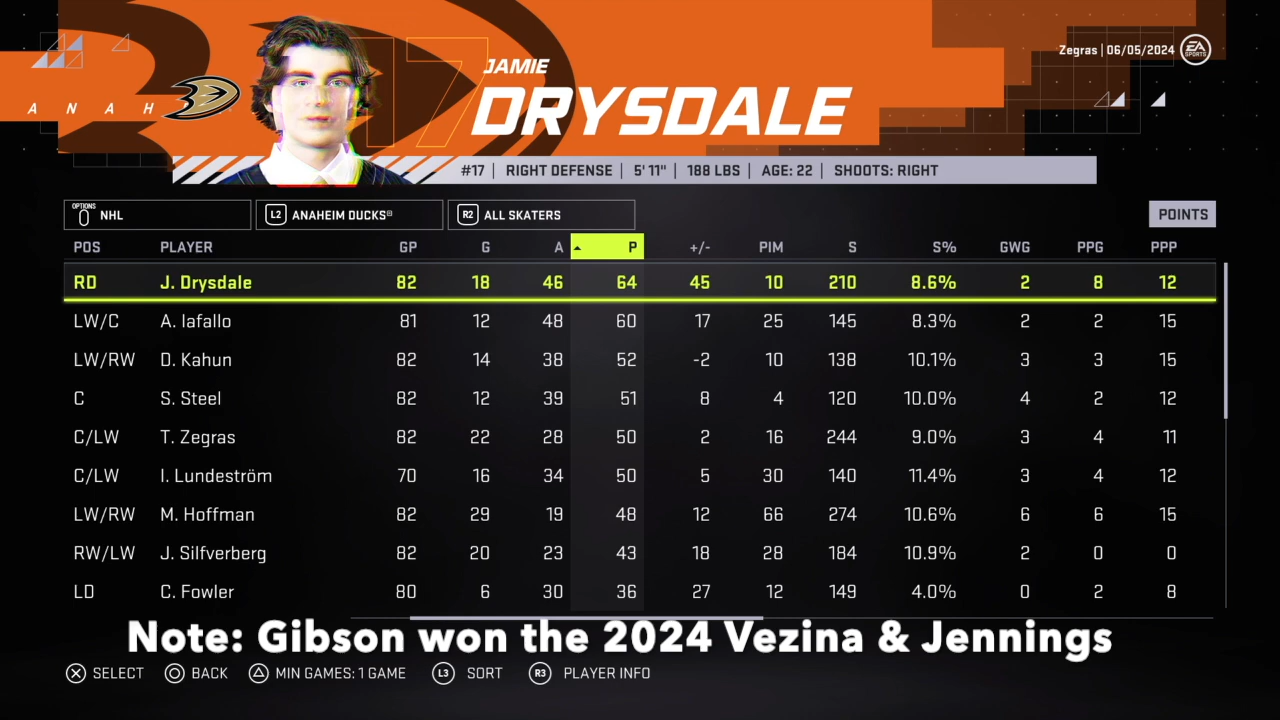 Zegras | 06/05/2024
EA SPORTS
JAMIE
17
ANAH
DRYSDALE
#17 | RIGHT DEFENSE | 5' 11" | 188 LBS | AGE: 22 | SHOOTS: RIGHT
OPTIONS NHL L2 ANAHEIM DUCKS® R2 ALL SKATERS POINTS
POS PLAYER GP G A P +/- PIM S S% GWG PPG PPP
RD J. Drysdale 82 18 46 64 45 10 210 8.6% 2 8 12
LW/C A. Iafallo 81 12 48 60 17 25 145 8.3% 2 2 15
LW/RW D. Kahun 82 14 38 52 -2 10 138 10.1% 3 3 15
C S. Steel 82 12 39 51 8 4 120 10.0% 4 2 12
C/LW T. Zegras 82 22 28 50 2 16 244 9.0% 3 4 11
C/LW I. Lundeström 70 16 34 50 5 30 140 11.4% 3 4 12
LW/RW M. Hoffman 82 29 19 48 12 66 274 10.6% 6 6 15
RW/LW J. Silfverberg 82 20 23 43 18 28 184 10.9% 2 0 0
LD C. Fowler 80 6 30 36 27 12 149 4.0% 0 2 8
Note: Gibson won the 2024 Vezina & Jennings
SELECT BACK MIN GAMES: 1 GAME L3 SORT R3 PLAYER INFO